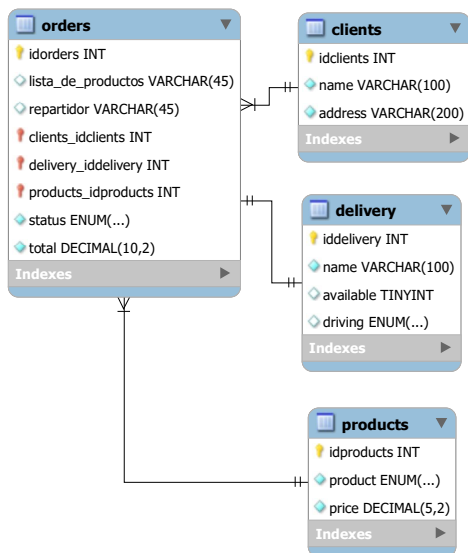 orders
idorders INT
lista_de_productos VARCHAR(45)
repartidor VARCHAR(45)
clients_idclients INT
delivery_iddelivery INT
products_idproducts INT
status ENUM(...)
total DECIMAL(10,2)
Indexes
clients
idclients INT
name VARCHAR(100)
address VARCHAR(200)
Indexes
delivery
iddelivery INT
name VARCHAR(100)
available TINYINT
driving ENUM(...)
Indexes
products
idproducts INT
product ENUM(...)
price DECIMAL(5,2)
Indexes